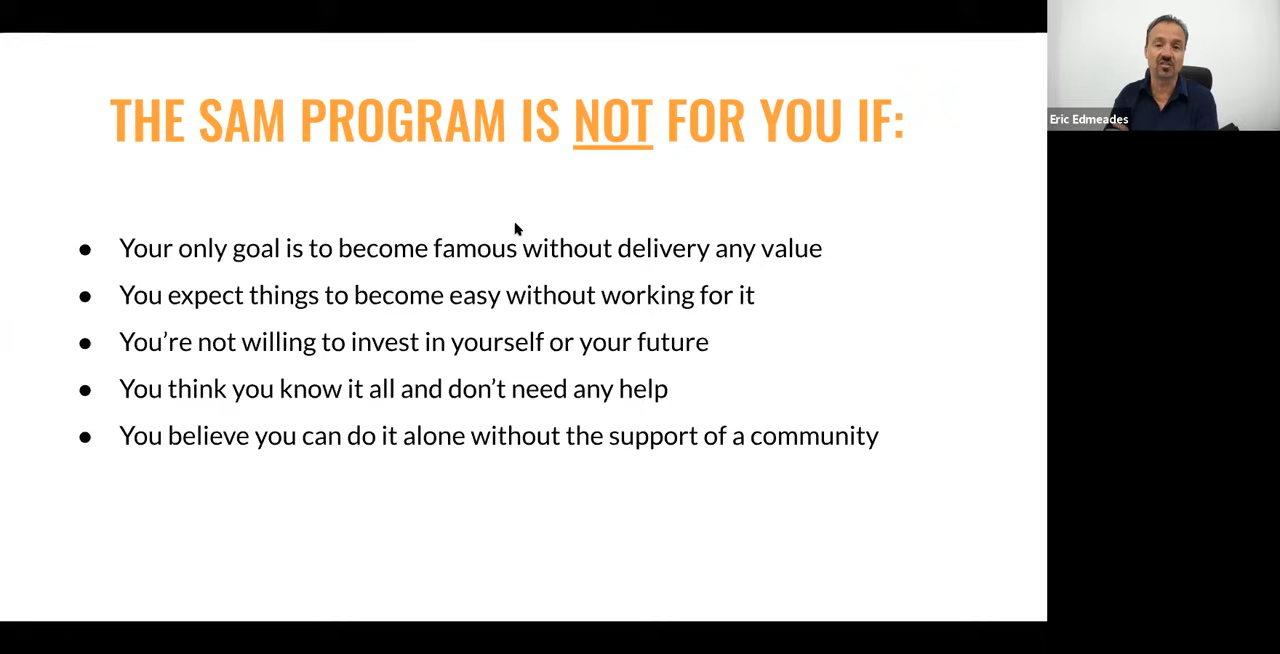 THE SAM PROGRAM IS NOT FOR YOU IF:
● Your only goal is to become famous without delivery any value
● You expect things to become easy without working for it
● You’re not willing to invest in yourself or your future
● You think you know it all and don’t need any help
● You believe you can do it alone without the support of a community
Eric Edmeades